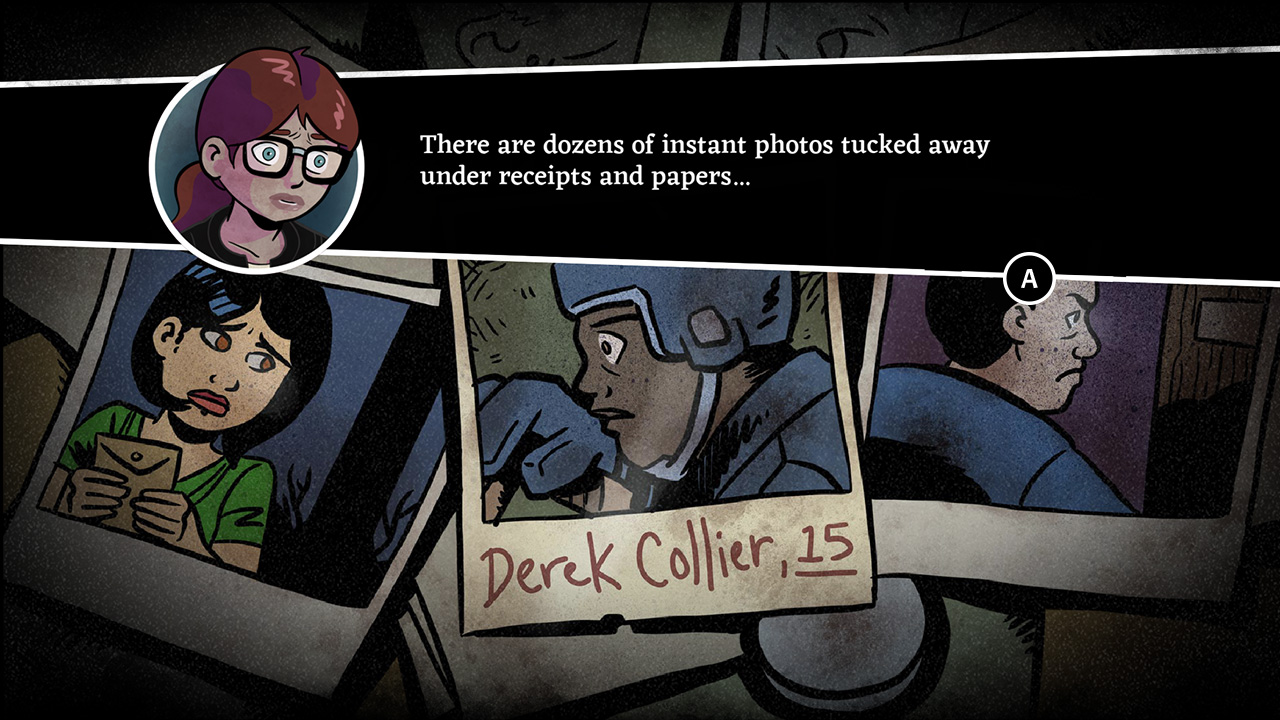 There are dozens of instant photos tucked away
under receipts and papers...
A
Derek Collier, 15